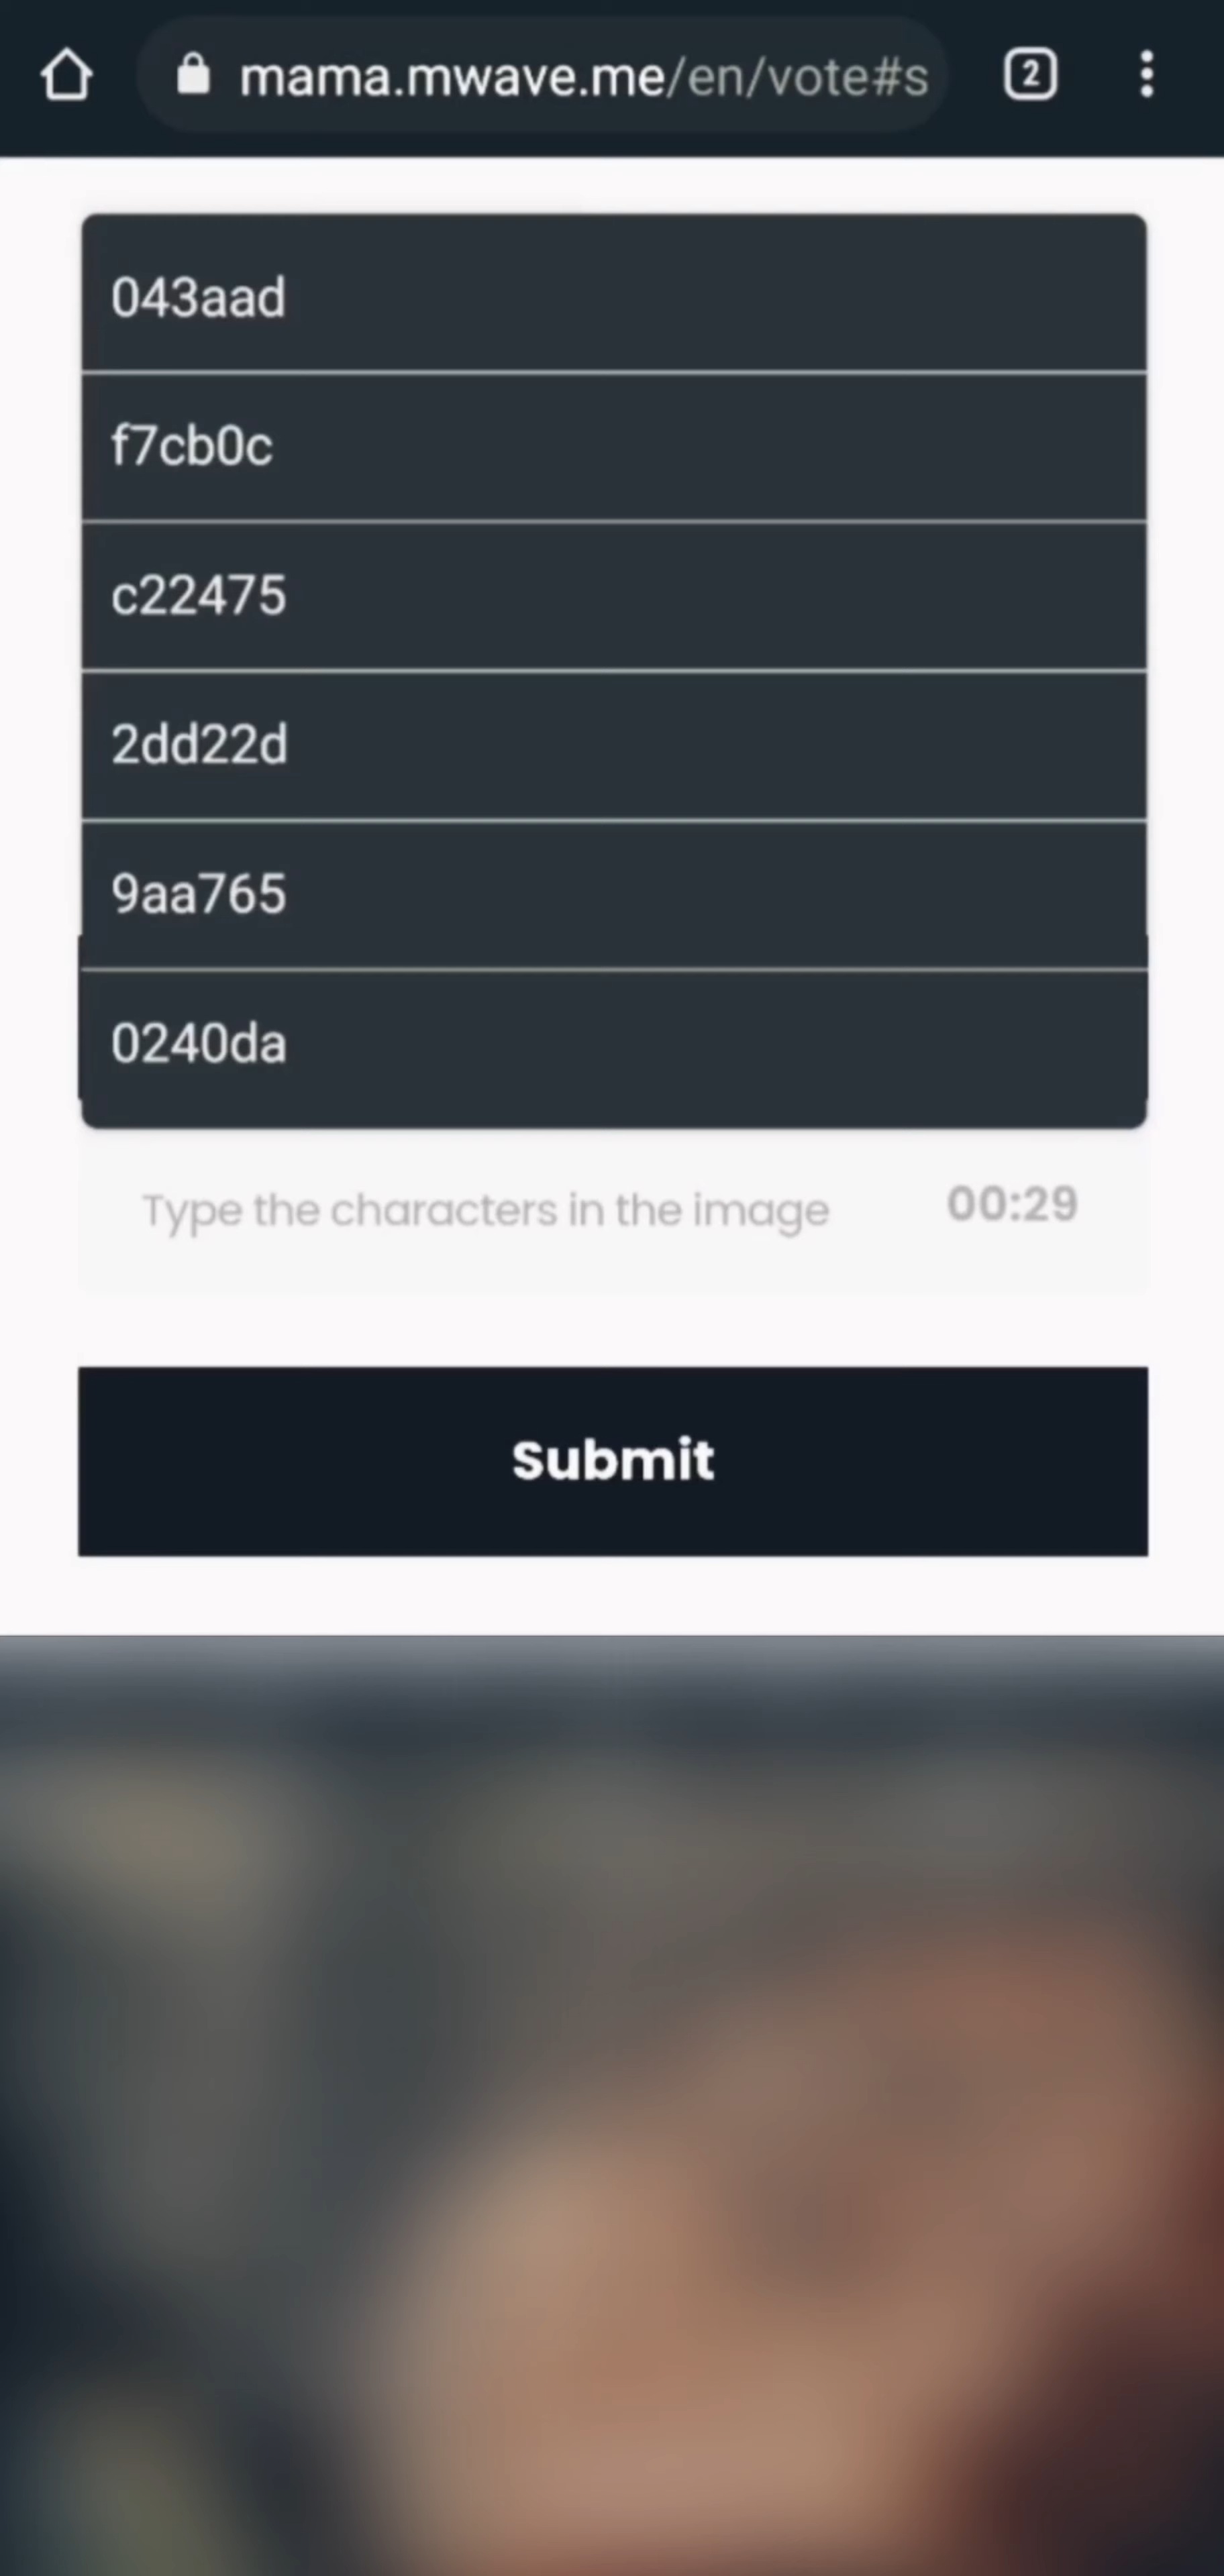 mama.mwave.me/en/vote#s
2
043aad
f7cb0c
c22475
2dd22d
9aa765
0240da
Type the characters in the image
00:29
Submit